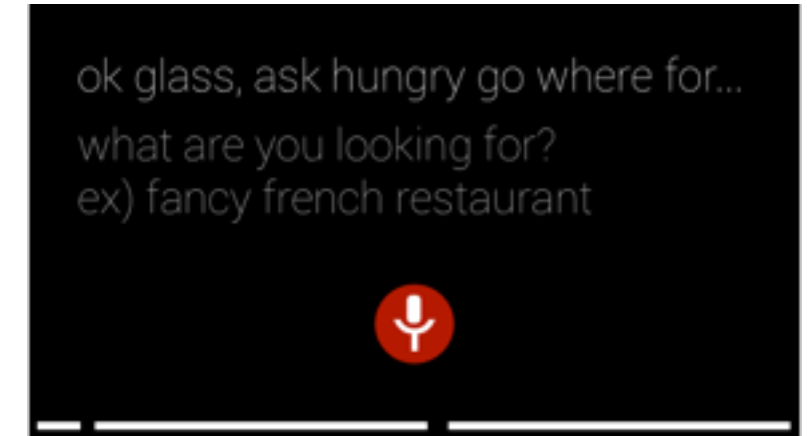 ok glass, ask hungry go where for...
what are you looking for?
ex) fancy french restaurant